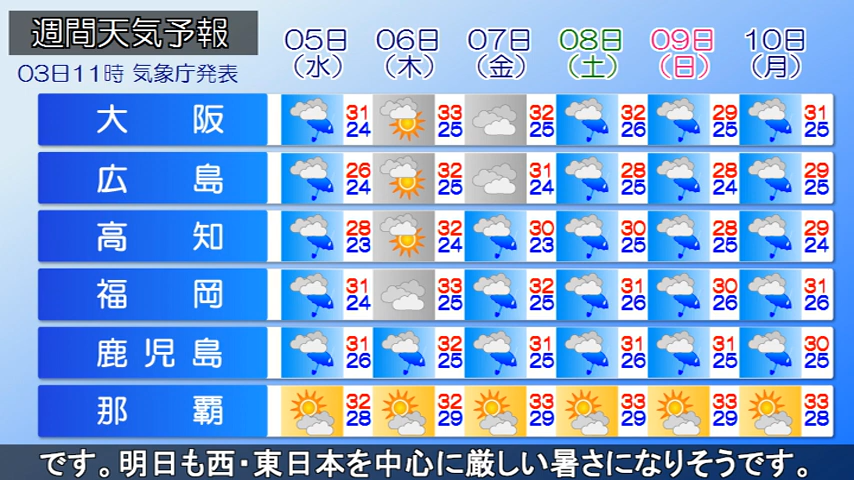 週間天気予報
03日11時 気象庁発表
05日 06日 07日 08日 09日 10日
(水) (木) (金) (土) (日) (月)
大阪 31 24 33 25 32 25 32 26 29 25 31 25
広島 26 24 32 25 31 24 28 25 28 24 29 25
高知 28 23 32 24 30 23 30 25 28 25 29 24
福岡 31 24 33 25 32 25 31 26 30 26 31 26
鹿児島 31 26 32 25 31 25 31 26 31 25 30 25
那覇 32 28 32 29 33 29 33 29 33 29 33 28
です。明日も西・東日本を中心に厳しい暑さになりそうです。